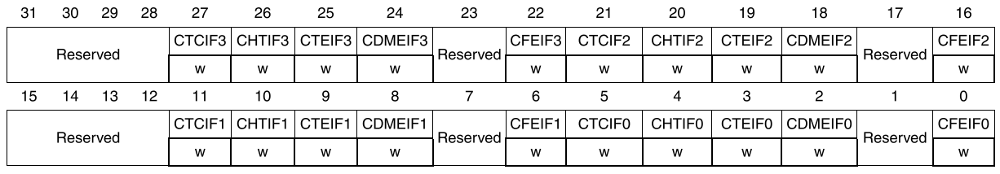 31 30 29 28 27 26 25 24 23 22 21 20 19 18 17 16
Reserved CTCIF3 CHTIF3 CTEIF3 CDMEIF3 Reserved CFEIF3 CTCIF2 CHTIF2 CTEIF2 CDMEIF2 Reserved CFEIF2
w w w w w w w w w w
15 14 13 12 11 10 9 8 7 6 5 4 3 2 1 0
Reserved CTCIF1 CHTIF1 CTEIF1 CDMEIF1 Reserved CFEIF1 CTCIF0 CHTIF0 CTEIF0 CDMEIF0 Reserved CFEIF0
w w w w w w w w w w